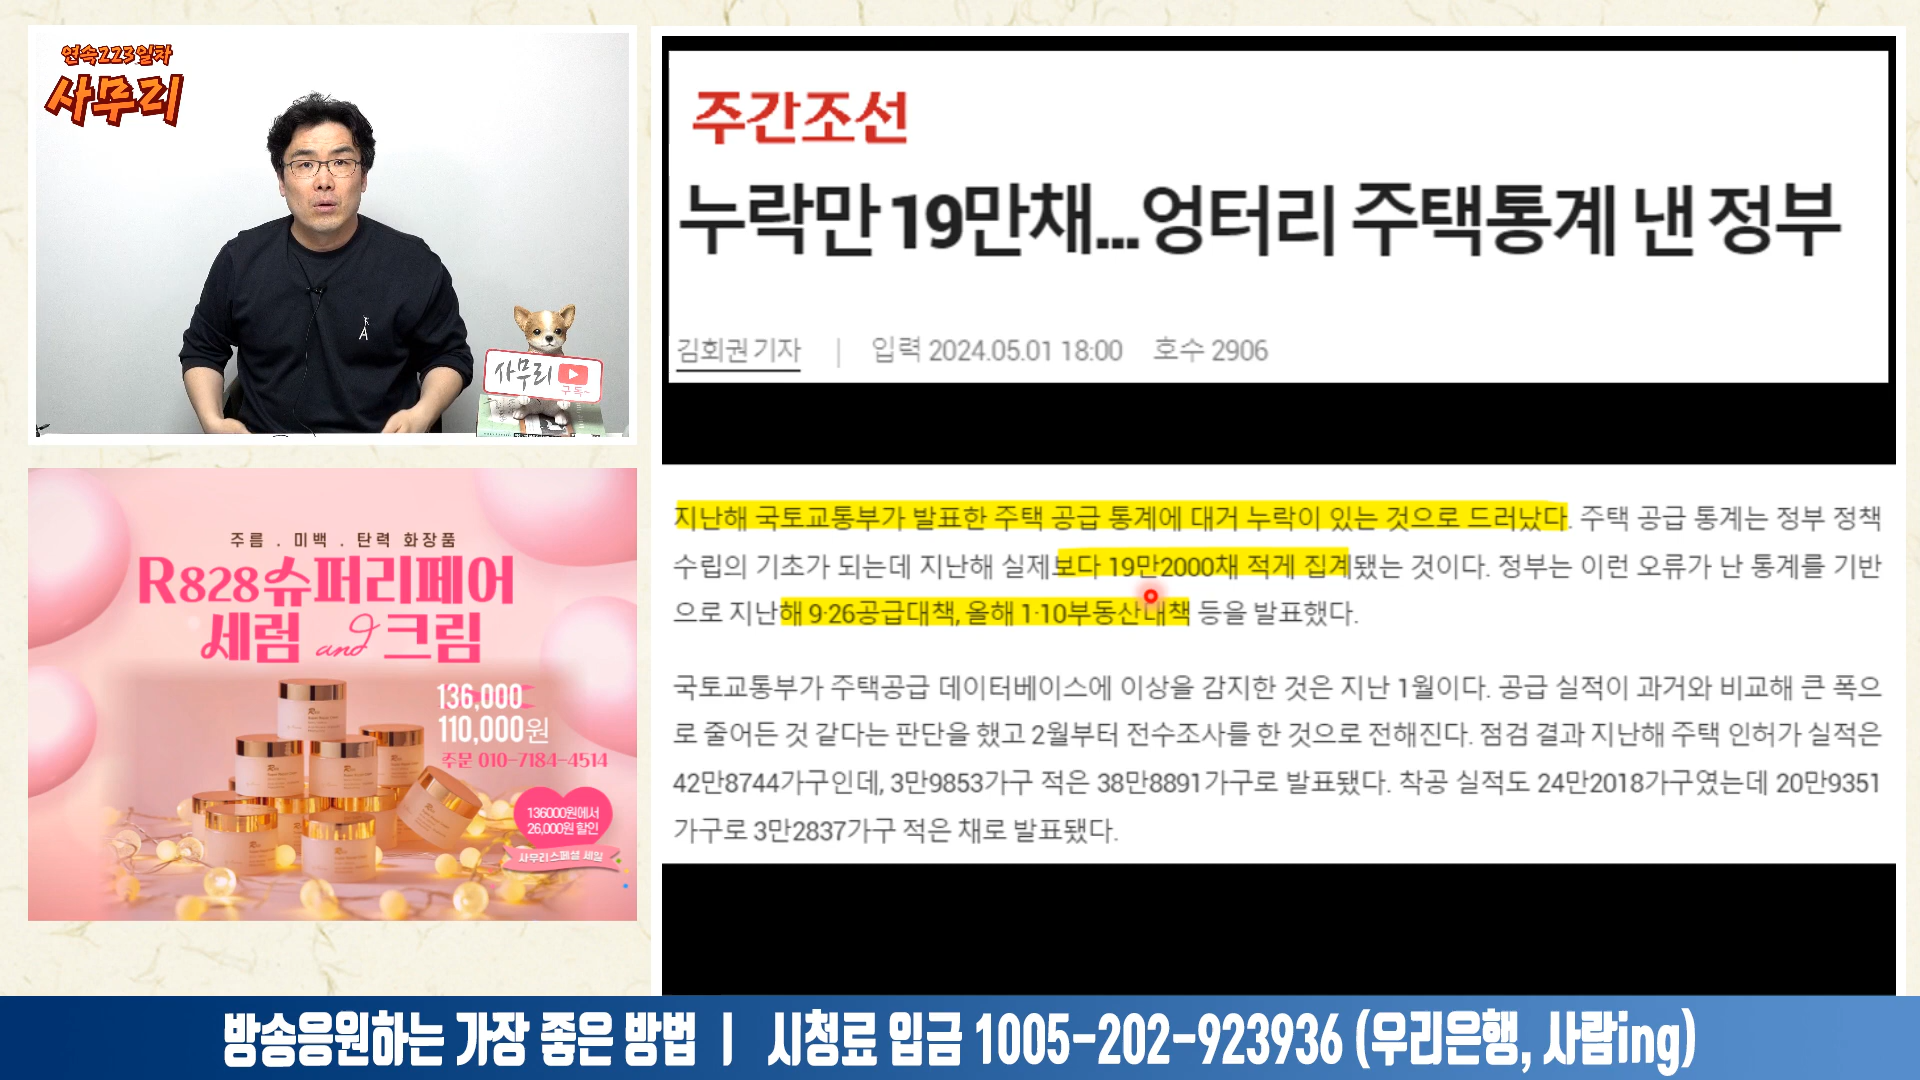 연속223일차
사무리
사무리
구독~
주간조선
누락만 19만채...엉터리 주택통계 낸 정부
김회권 기자 | 입력 2024.05.01 18:00 호수 2906
지난해 국토교통부가 발표한 주택 공급 통계에 대거 누락이 있는 것으로 드러났다. 주택 공급 통계는 정부 정책
수립의 기초가 되는데 지난해 실제보다 19만2000채 적게 집계됐는 것이다. 정부는 이런 오류가 난 통계를 기반
으로 지난해 9·26공급대책, 올해 1·10부동산대책 등을 발표했다.
국토교통부가 주택공급 데이터베이스에 이상을 감지한 것은 지난 1월이다. 공급 실적이 과거와 비교해 큰 폭으
로 줄어든 것 같다는 판단을 했고 2월부터 전수조사를 한 것으로 전해진다. 점검 결과 지난해 주택 인허가 실적은
42만8744가구인데, 3만9853가구 적은 38만8891가구로 발표됐다. 착공 실적도 24만2018가구였는데 20만9351
가구로 3만2837가구 적은 채로 발표됐다.
주름 . 미백 . 탄력 화장품
R828슈퍼리페어
세럼 and 크림
136,000
110,000원
주문 010-7184-4514
136000원에서
26,000원 할인
사무리스페셜 세일
방송응원하는 가장 좋은 방법 | 시청료 입금 1005-202-923936 (우리은행, 사람ing)